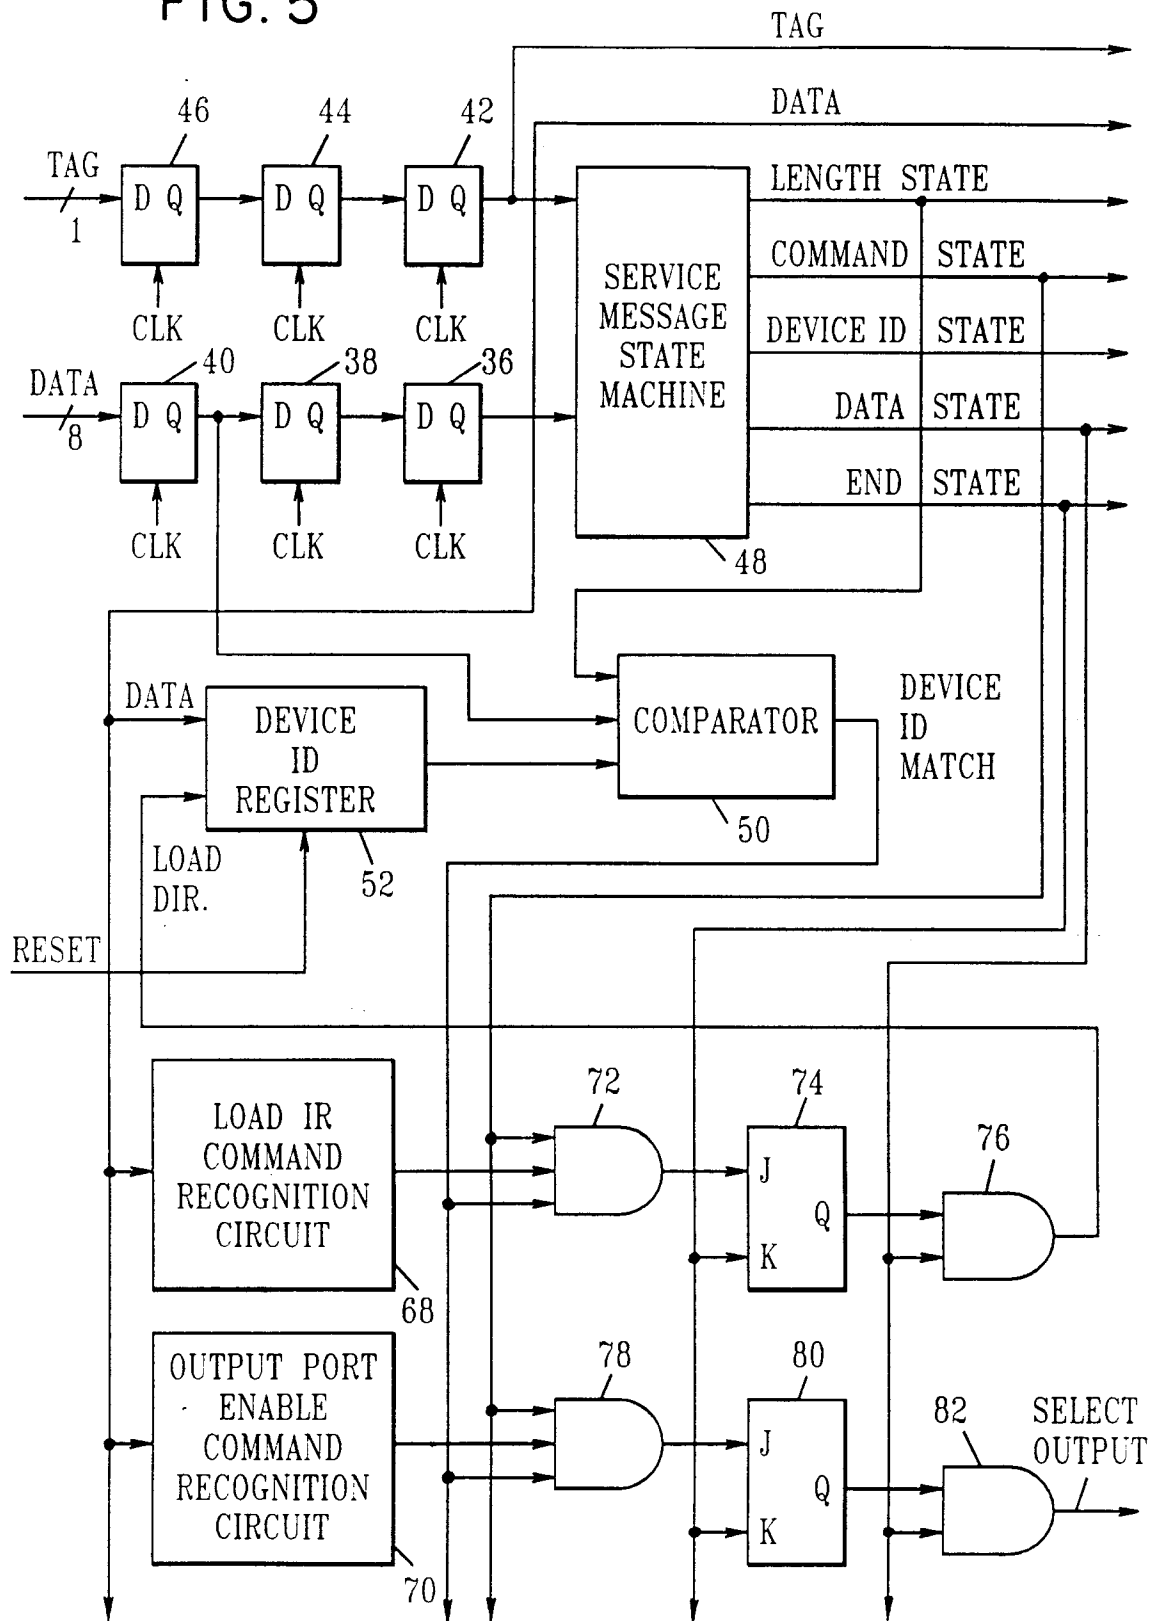 FIG. 5
TAG
46
44
42
DATA
TAG
1
D Q
D Q
D Q
LENGTH STATE
COMMAND STATE
CLK
CLK
CLK
SERVICE
MESSAGE
STATE
MACHINE
DEVICE ID STATE
40
38
36
DATA
8
D Q
D Q
D Q
DATA STATE
END STATE
CLK
CLK
CLK
48
DATA
DEVICE
ID
REGISTER
COMPARATOR
DEVICE
ID
MATCH
50
LOAD
DIR.
52
RESET
72
74
76
LOAD IR
COMMAND
RECOGNITION
CIRCUIT
J
Q
K
68
78
80
82
SELECT
OUTPUT
OUTPUT PORT
ENABLE
COMMAND
RECOGNITION
CIRCUIT
J
Q
K
70